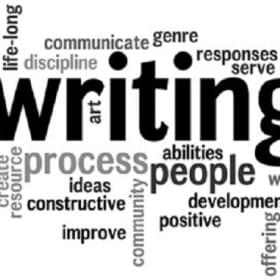 life-long
communicate
genre
discipline
responses
serve
writing
art
create
resource
process
abilities
people
ideas
constructive
community
development
positive
improve
offering